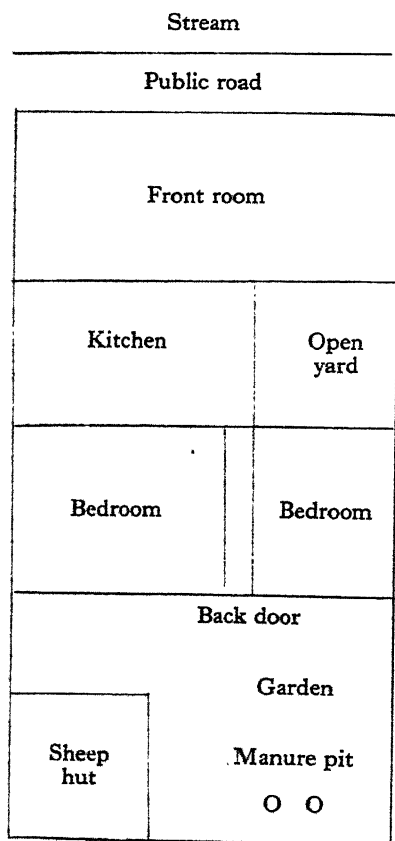 Stream
Public road
Front room
Kitchen
Open
yard
Bedroom
Bedroom
Back door
Garden
Sheep
hut
Manure pit
O O